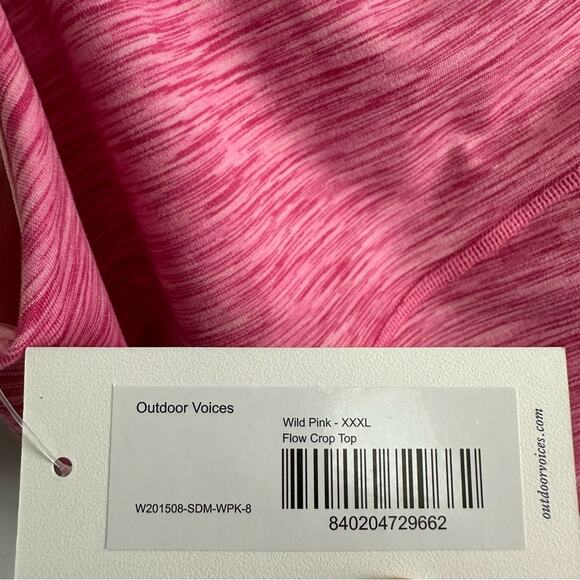 Outdoor Voices
Wild Pink - XXXL
Flow Crop Top
W201508-SDM-WPK-8
840204729662
outdoorvoices.com